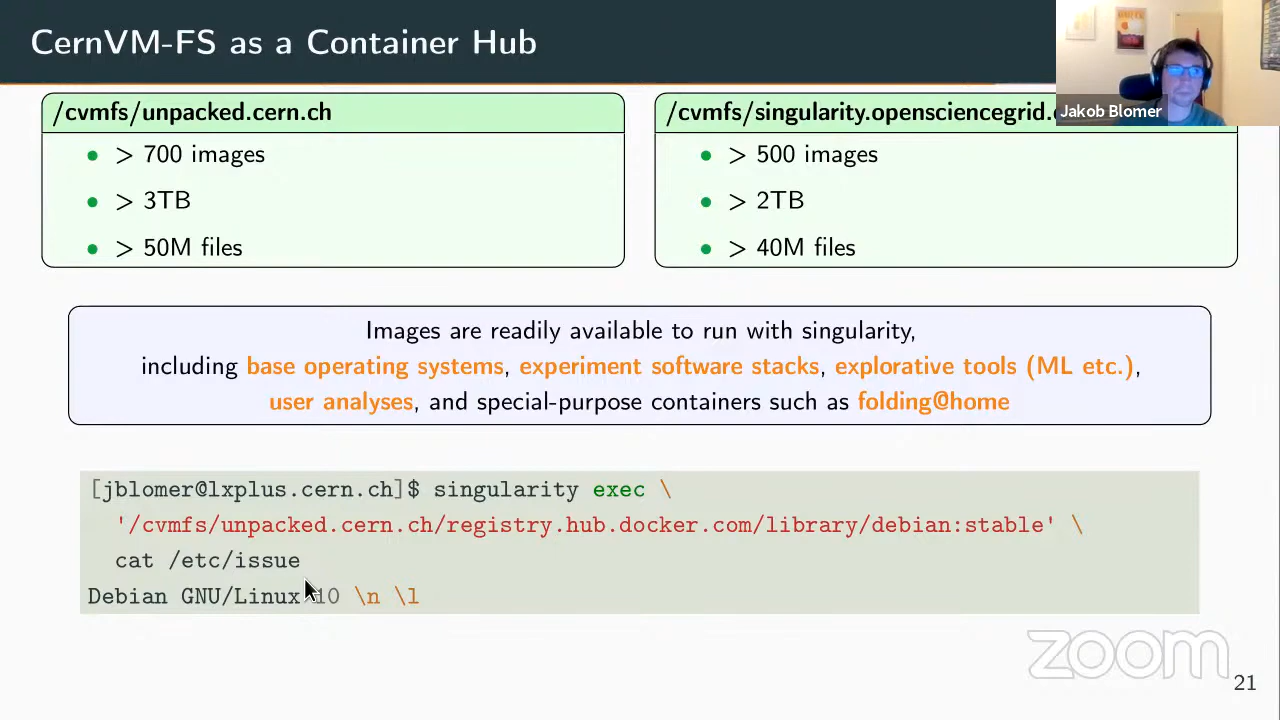 CernVM-FS as a Container Hub
/cvmfs/unpacked.cern.ch
• > 700 images
• > 3TB
• > 50M files
/cvmfs/singularity.opensciencegrid.
Jakob Blomer
• > 500 images
• > 2TB
• > 40M files
Images are readily available to run with singularity,
including base operating systems, experiment software stacks, explorative tools (ML etc.),
user analyses, and special-purpose containers such as folding@home
[jblomer@lxplus.cern.ch]$ singularity exec \
'/cvmfs/unpacked.cern.ch/registry.hub.docker.com/library/debian:stable' \
cat /etc/issue
Debian GNU/Linux 10 \n \l
zoom
21